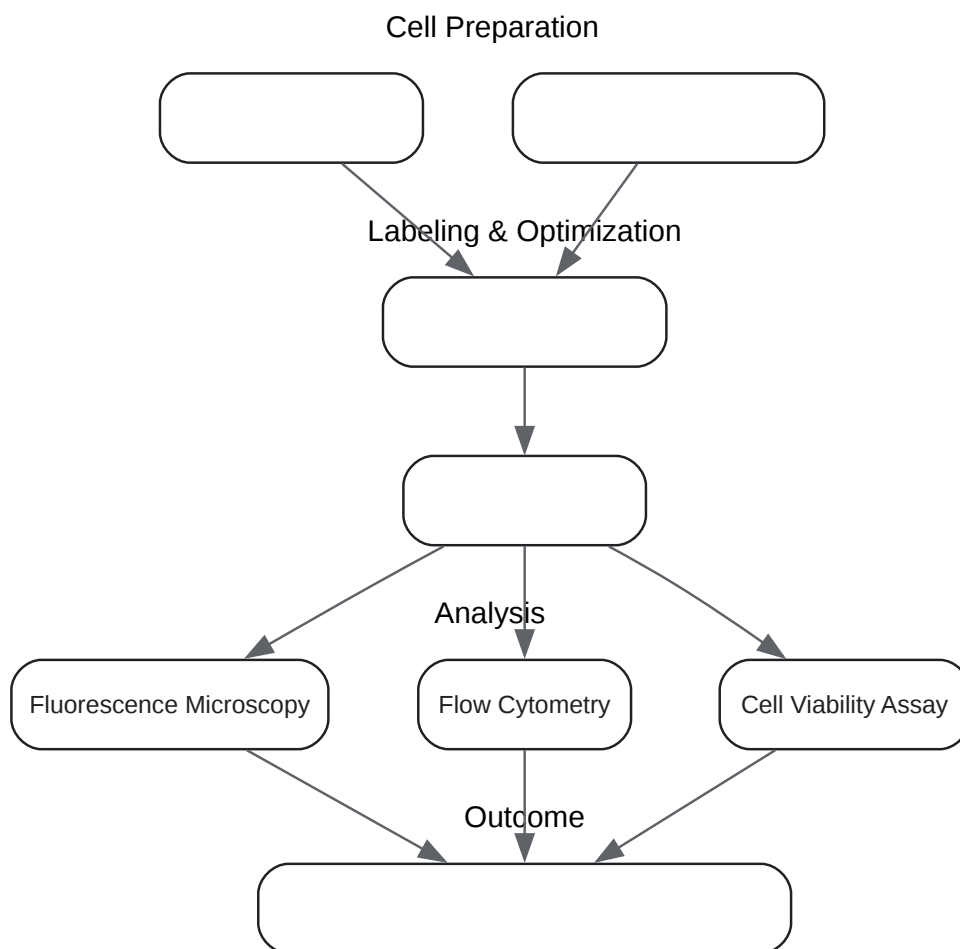 Cell Preparation
Labeling & Optimization
Analysis
Fluorescence Microscopy
Flow Cytometry
Cell Viability Assay
Outcome